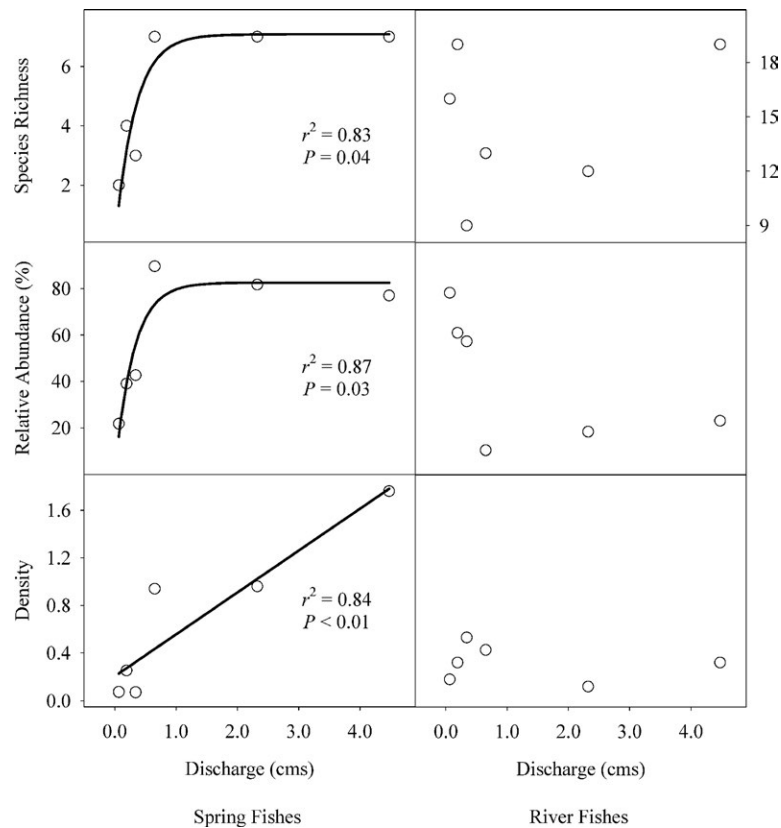 Species Richness
6
4
2
r² = 0.83
P = 0.04
18
15
12
9
Relative Abundance (%)
80
60
40
20
r² = 0.87
P = 0.03
Density
1.6
1.2
0.8
0.4
0.0
r² = 0.84
P < 0.01
0.0 1.0 2.0 3.0 4.0
0.0 1.0 2.0 3.0 4.0
Discharge (cms)
Discharge (cms)
Spring Fishes
River Fishes